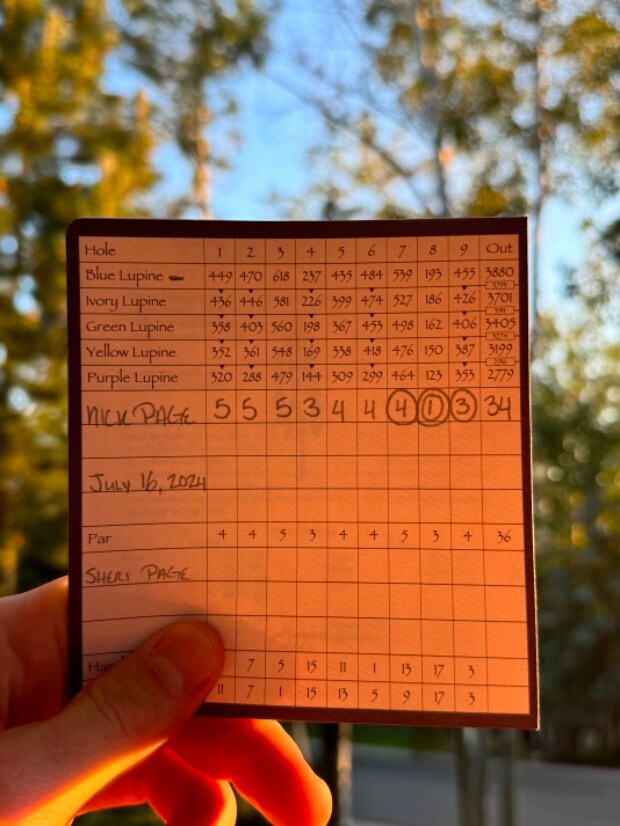 Hole 1 2 3 4 5 6 7 8 9 Out
Blue Lupine 449 470 618 237 435 484 539 193 455 3880
Ivory Lupine 436 446 581 226 399 474 527 186 426 3701
Green Lupine 358 403 560 198 367 453 498 162 406 3405
Yellow Lupine 352 361 548 169 338 418 476 150 387 3199
Purple Lupine 320 288 479 144 309 299 464 123 353 2779
NICK PAGE 5 5 5 3 4 4 4 1 3 34
JULY 16, 2024
Par 4 4 5 3 4 4 5 3 4 36
SHERI PAGE
7 5 15 11 1 13 17 3
11 7 1 15 13 5 9 17 3